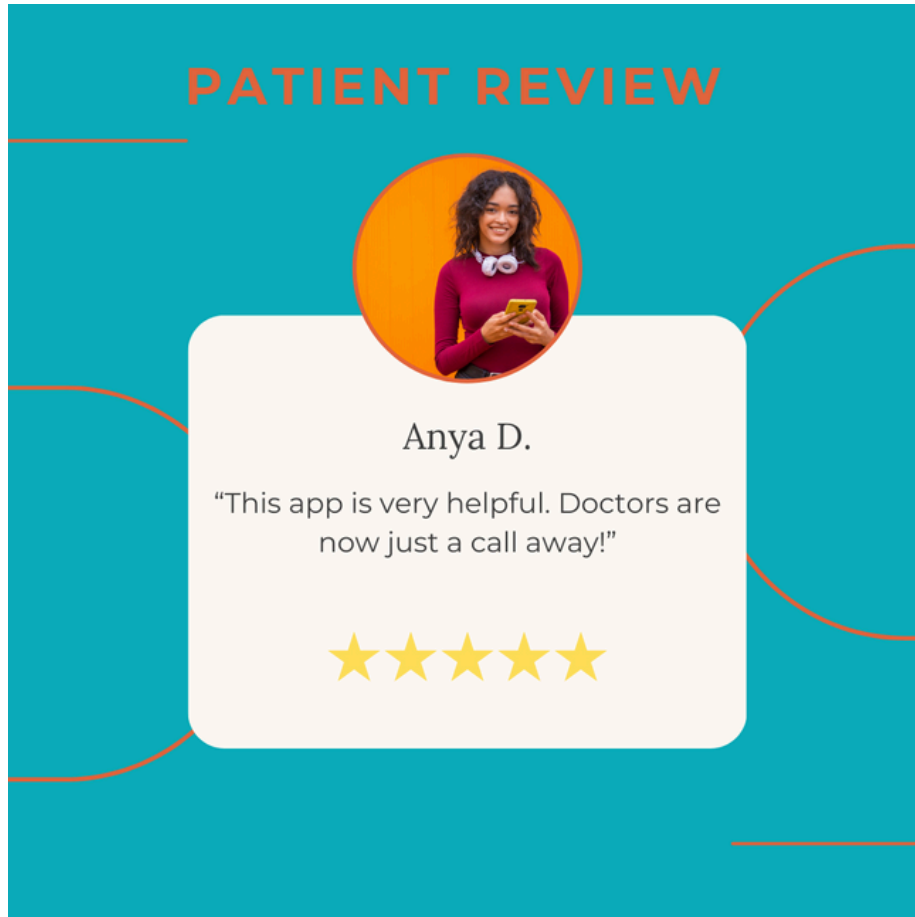 PATIENT REVIEW
Anya D.
“This app is very helpful. Doctors are
now just a call away!”